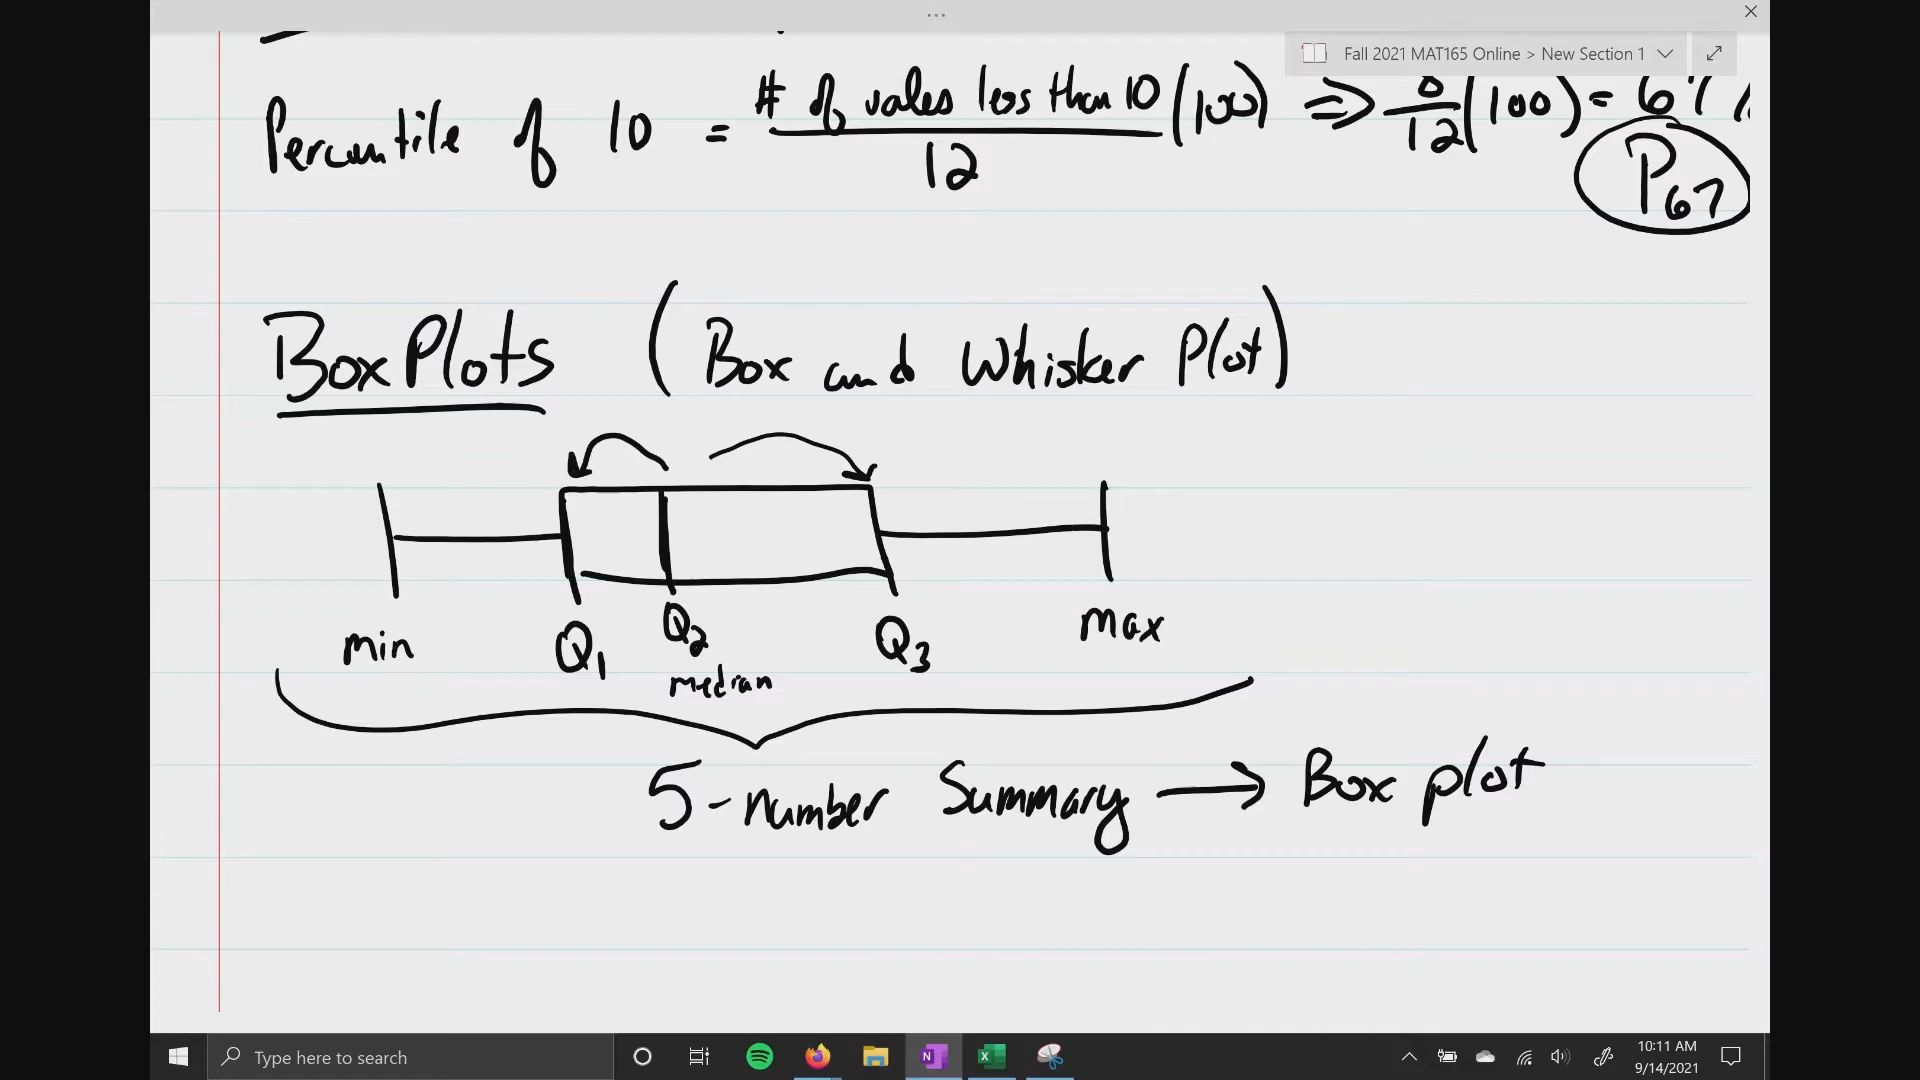 Fall 2021 MAT165 Online > New Section 1
Percentile of 10 = # of vales less than 10 / 12 (100) ⇒ /12 (100) = 67%
P67
Box Plots (Box and Whisker Plot)
min Q1 Q2 Q3 max
median
5-number Summary → Box plot
Type here to search
10:11 AM
9/14/2021